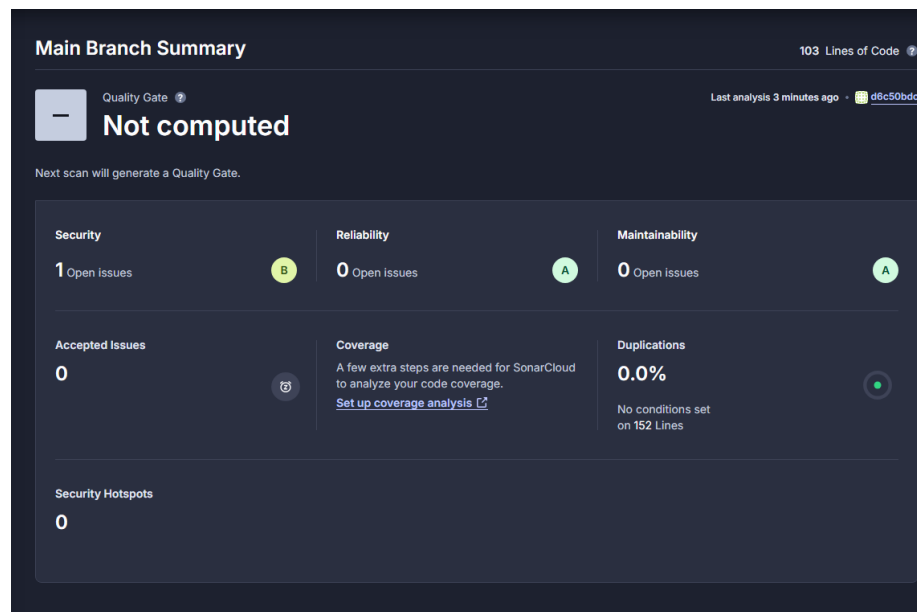 Main Branch Summary
103 Lines of Code ?
Quality Gate ?
Not computed
Last analysis 3 minutes ago • d6c50bdc
Next scan will generate a Quality Gate.
Security
1 Open issues
B
Reliability
0 Open issues
A
Maintainability
0 Open issues
A
Accepted Issues
0
Coverage
A few extra steps are needed for SonarCloud
to analyze your code coverage.
Set up coverage analysis
Duplications
0.0%
No conditions set
on 152 Lines
Security Hotspots
0